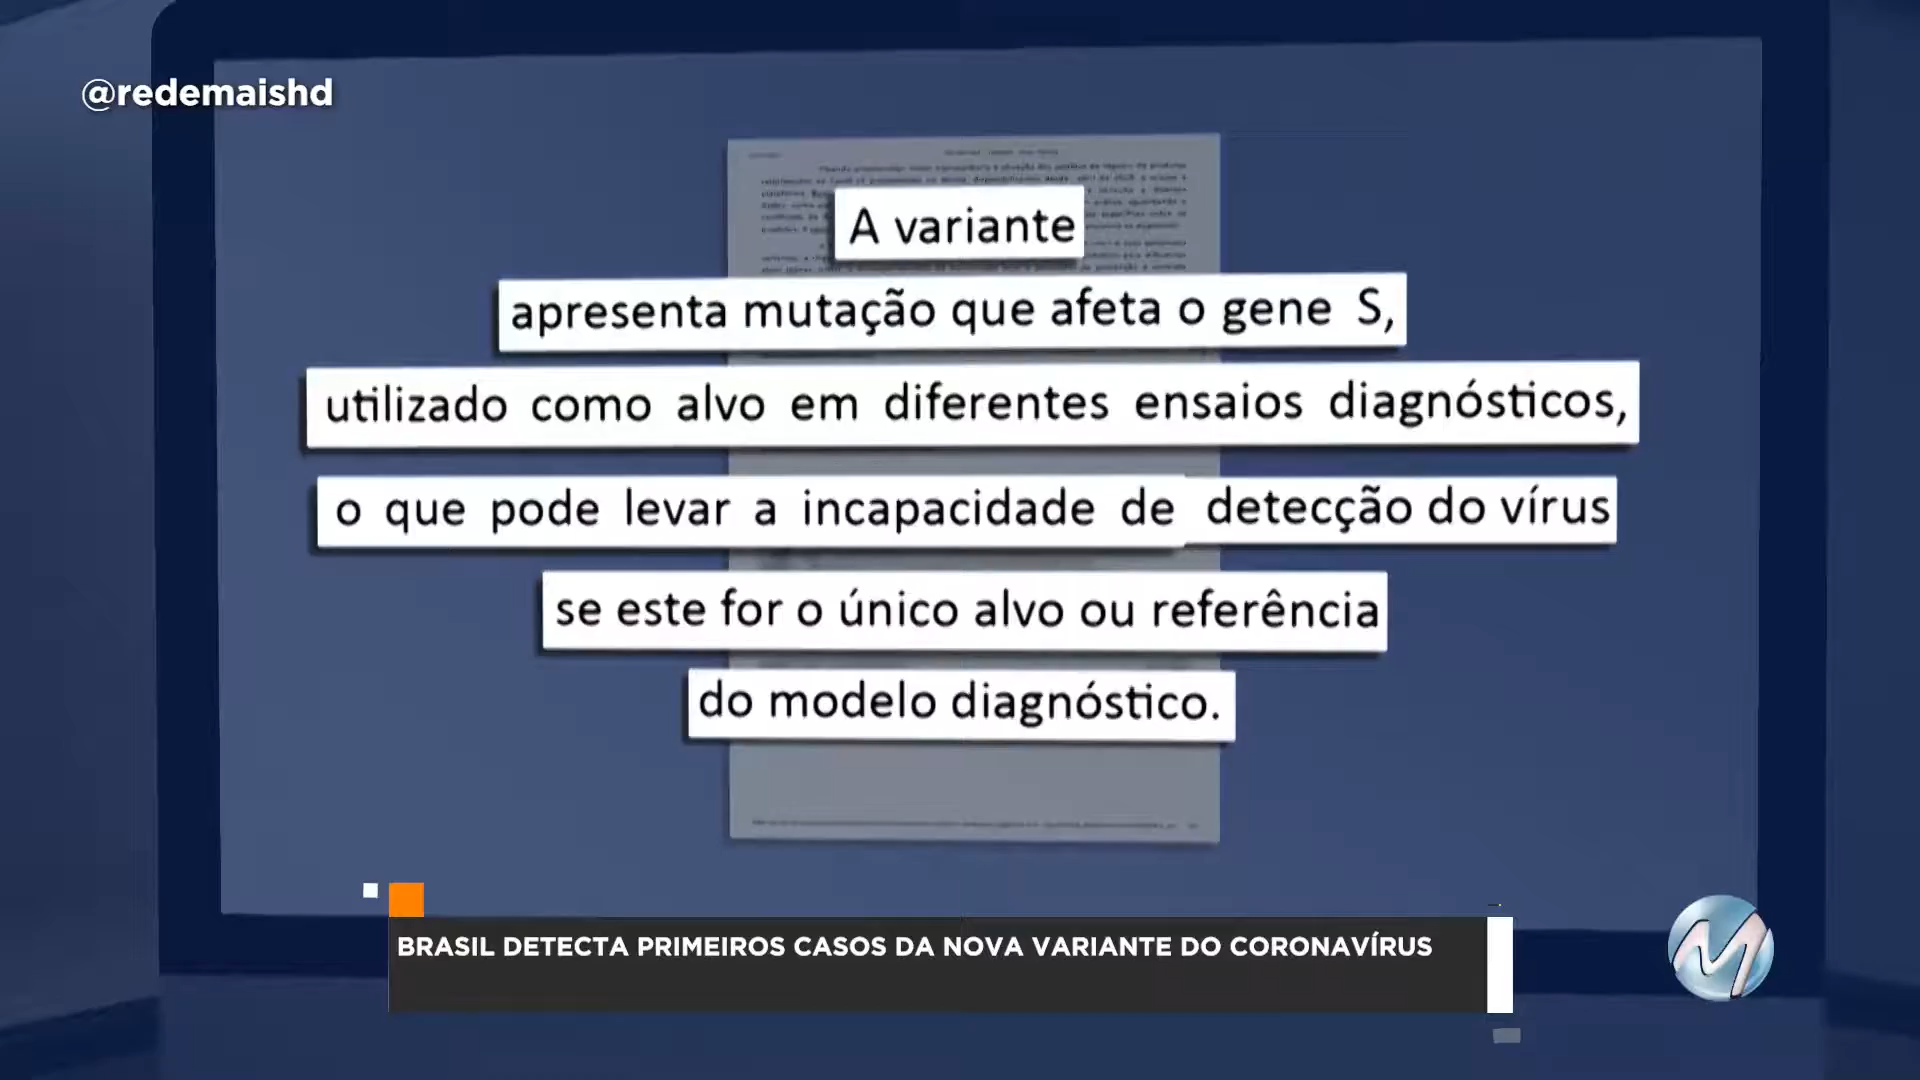 @redemaishd
A variante
apresenta mutação que afeta o gene S,
utilizado como alvo em diferentes ensaios diagnósticos,
o que pode levar a incapacidade de detecção do vírus
se este for o único alvo ou referência
do modelo diagnóstico.
BRASIL DETECTA PRIMEIROS CASOS DA NOVA VARIANTE DO CORONAVÍRUS